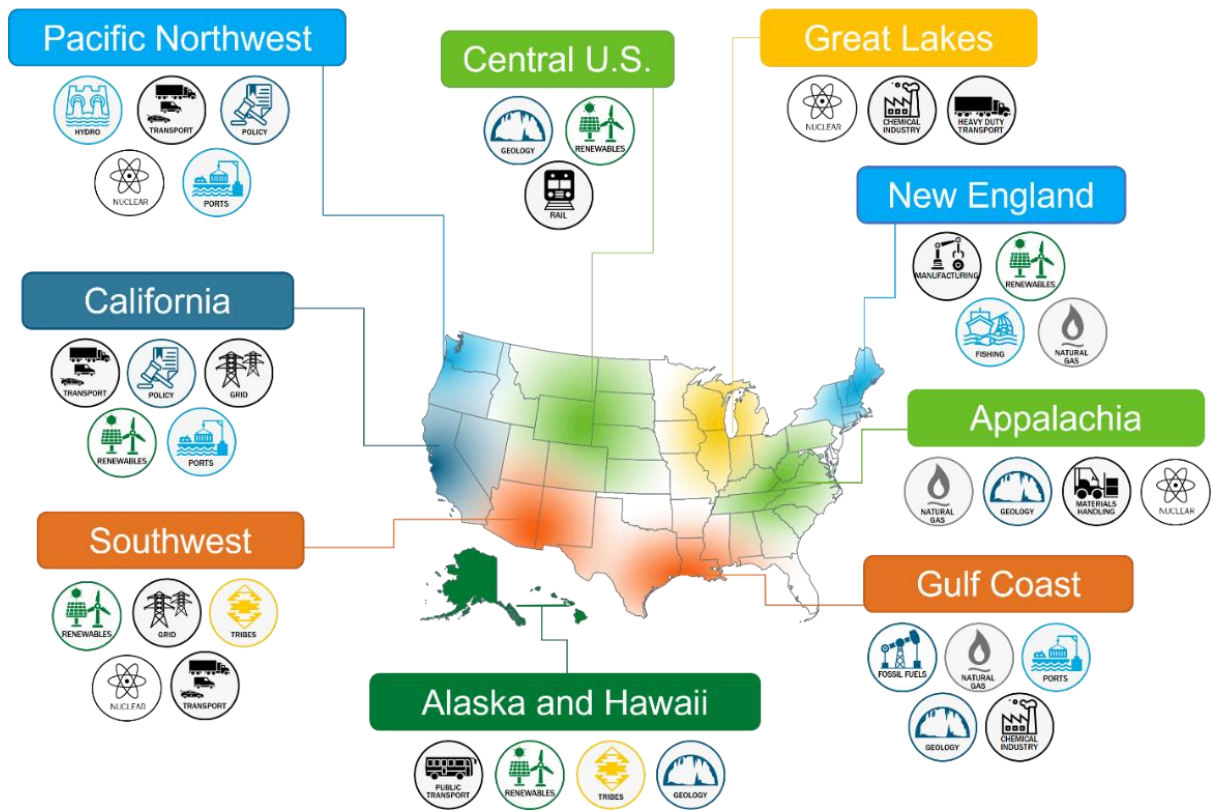 Pacific Northwest
HYDRO
TRANSPORT
POLICY
NUCLEAR
PORTS
Central U.S.
GEOLOGY
RENEWABLES
RAIL
Great Lakes
NUCLEAR
CHEMICAL
INDUSTRY
HEAVY DUTY
TRANSPORT
New England
MANUFACTURING
RENEWABLES
FISHING
NATURAL
GAS
California
TRANSPORT
POLICY
GRID
RENEWABLES
PORTS
Appalachia
NATURAL
GAS
GEOLOGY
MATERIALS
HANDLING
NUCLEAR
Southwest
RENEWABLES
GRID
TRIBES
NUCLEAR
TRANSPORT
Gulf Coast
FOSSIL FUELS
NATURAL
GAS
PORTS
GEOLOGY
CHEMICAL
INDUSTRY
Alaska and Hawaii
PUBLIC
TRANSPORT
RENEWABLES
TRIBES
GEOLOGY